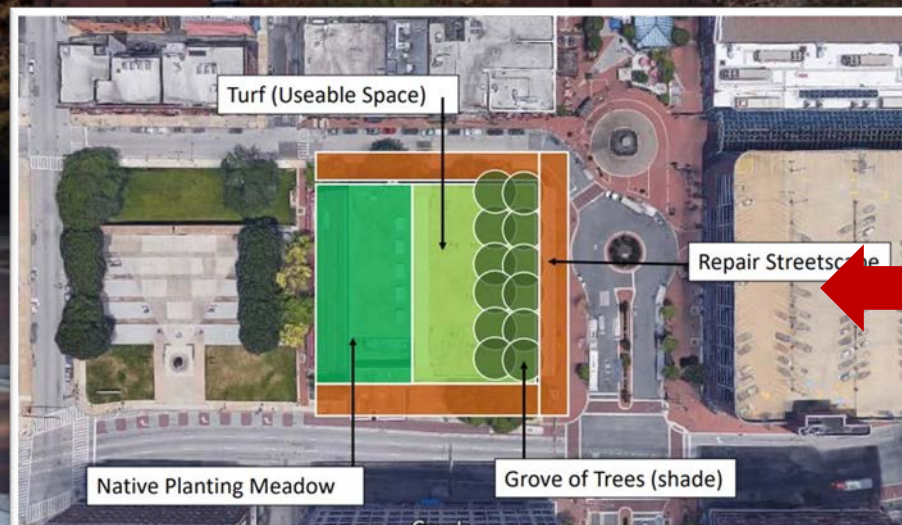 Turf (Useable Space)
Repair Streetscape
Native Planting Meadow
Grove of Trees (shade)